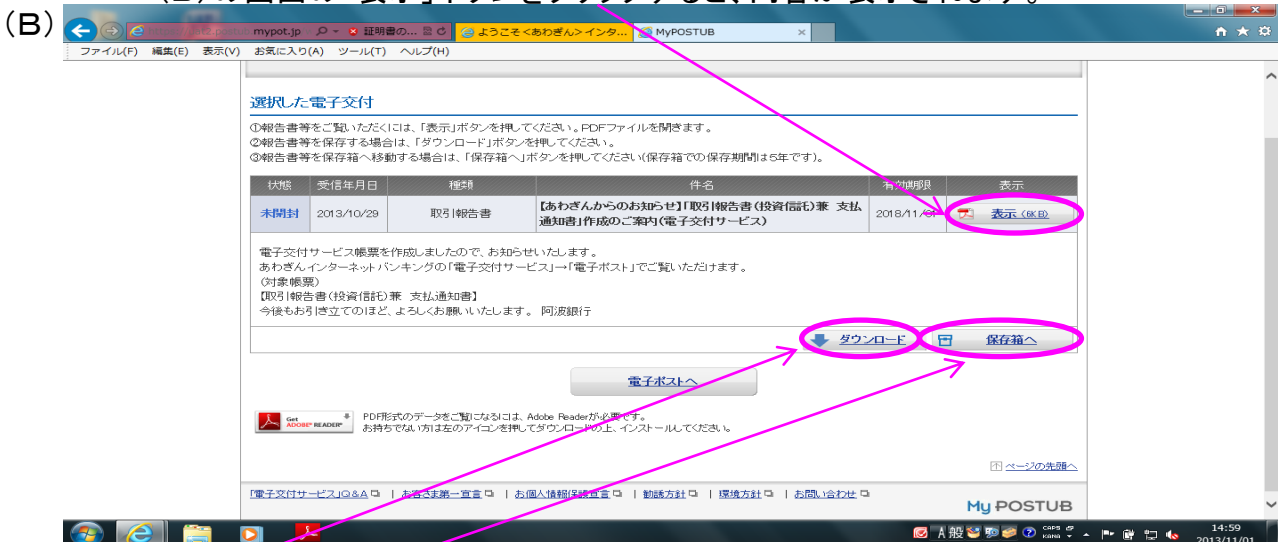 (B)
mypot.jp 証明書の... ようこそ<あわぎん>インタ... MyPOSTUB
ファイル(F) 編集(E) 表示(V) お気に入り(A) ツール(T) ヘルプ(H)
選択した電子交付
①報告書等をご覧いただくには、「表示」ボタンを押してください。PDFファイルを開きます。
②報告書等を保存する場合は、「ダウンロード」ボタンを押してください。
③報告書等を保存箱へ移動する場合は、「保存箱へ」ボタンを押してください(保存箱での保存期間は5年です)。
状態 受信年月日 種類 件名 有効期限 表示
未開封 2013/10/29 取引報告書 【あわぎんからのお知らせ】「取引報告書(投資信託)兼 支払 表示(6KB)
通知書」作成のご案内(電子交付サービス)
電子交付サービス帳票を作成しましたので、お知らせいたします。
あわぎんインターネットバンキングの「電子交付サービス」→「電子ポスト」でご覧いただけます。
(対象帳票)
【取引報告書(投資信託)兼 支払通知書】
今後もお引き立てのほど、よろしくお願いいたします。 阿波銀行
ダウンロード 保存箱へ
電子ポストへ
Get ADOBE® READER®
PDF形式のデータをご覧になるには、Adobe Readerが必要です。
お持ちでない方は左のアイコンを押してダウンロードの上、インストールしてください。
ページの先頭へ
「電子交付サービス」Q&A | お客さま第一宣言 | お個人情報保護宣言 | 勧誘方針 | 環境方針 | お問い合わせ
My POSTUB
A 般 CAPS KANA 14:59
2013/11/01